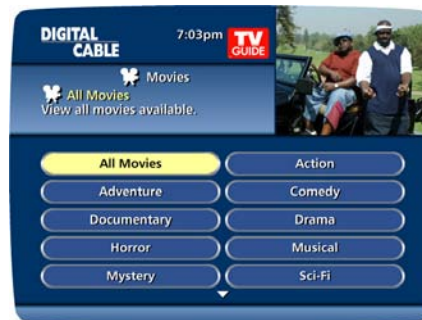 DIGITAL
CABLE
7:03pm
TV
GUIDE
Movies
All Movies
View all movies available.
All Movies
Action
Adventure
Comedy
Documentary
Drama
Horror
Musical
Mystery
Sci-Fi